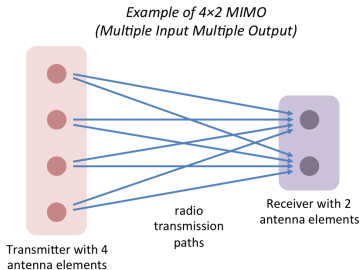 Example of 4×2 MIMO
(Multiple Input Multiple Output)
radio
transmission
paths
Receiver with 2
antenna elements
Transmitter with 4
antenna elements